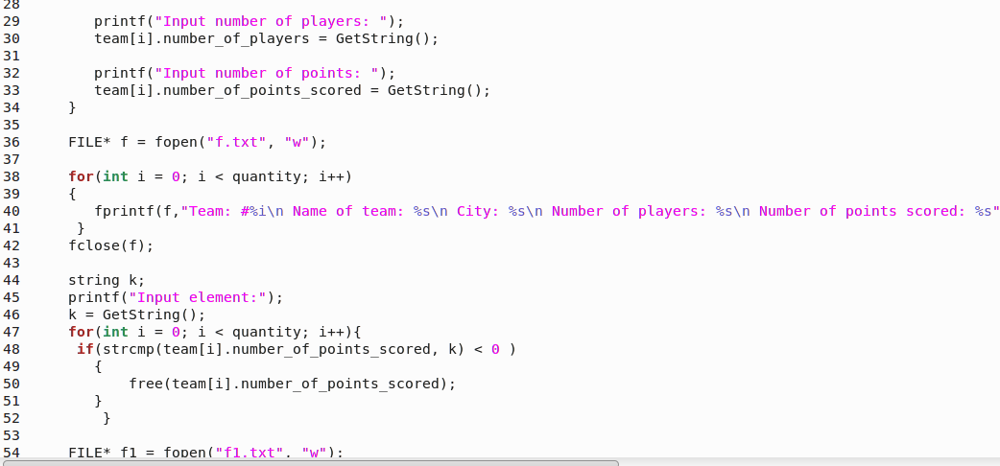 28
29 printf("Input number of players: ");
30 team[i].number_of_players = GetString();
31
32 printf("Input number of points: ");
33 team[i].number_of_points_scored = GetString();
34 }
35
36 FILE* f = fopen("f.txt", "w");
37
38 for(int i = 0; i < quantity; i++)
39 {
40 fprintf(f,"Team: #%i\n Name of team: %s\n City: %s\n Number of players: %s\n Number of points scored: %s"
41 }
42 fclose(f);
43
44 string k;
45 printf("Input element:");
46 k = GetString();
47 for(int i = 0; i < quantity; i++){
48 if(strcmp(team[i].number_of_points_scored, k) < 0 )
49 {
50 free(team[i].number_of_points_scored);
51 }
52 }
53
54 FILE* f1 = fopen("f1.txt", "w");